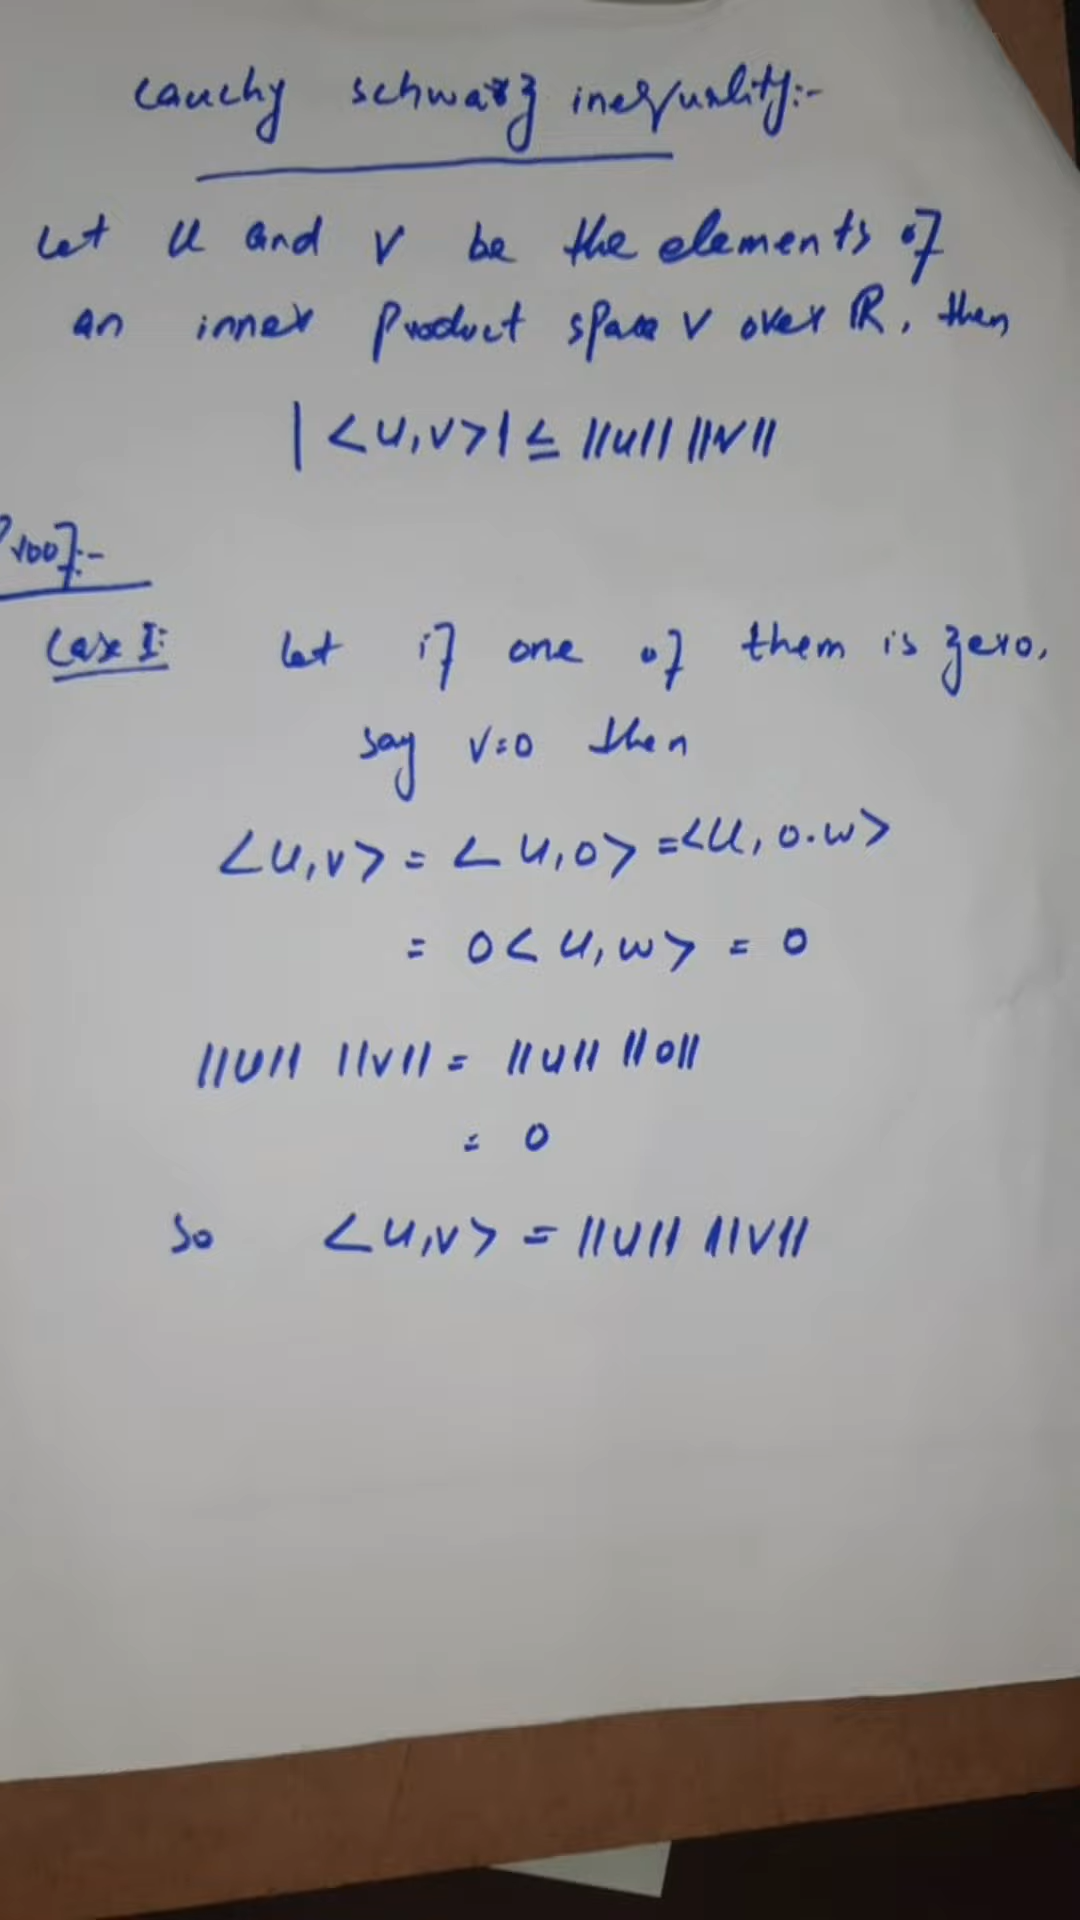 Cauchy schwarz inequality:-
Let u and v be the elements of
an inner product space V over ℝ, then
|<u,v>| ≤ ||u|| ||v||
Proof:-
Case I: Let if one of them is zero,
say v=0 then
<u,v> = <u,0> = <u, 0.w>
= 0<u,w> = 0
||u|| ||v|| = ||u|| ||0||
= 0
So <u,v> = ||u|| ||v||